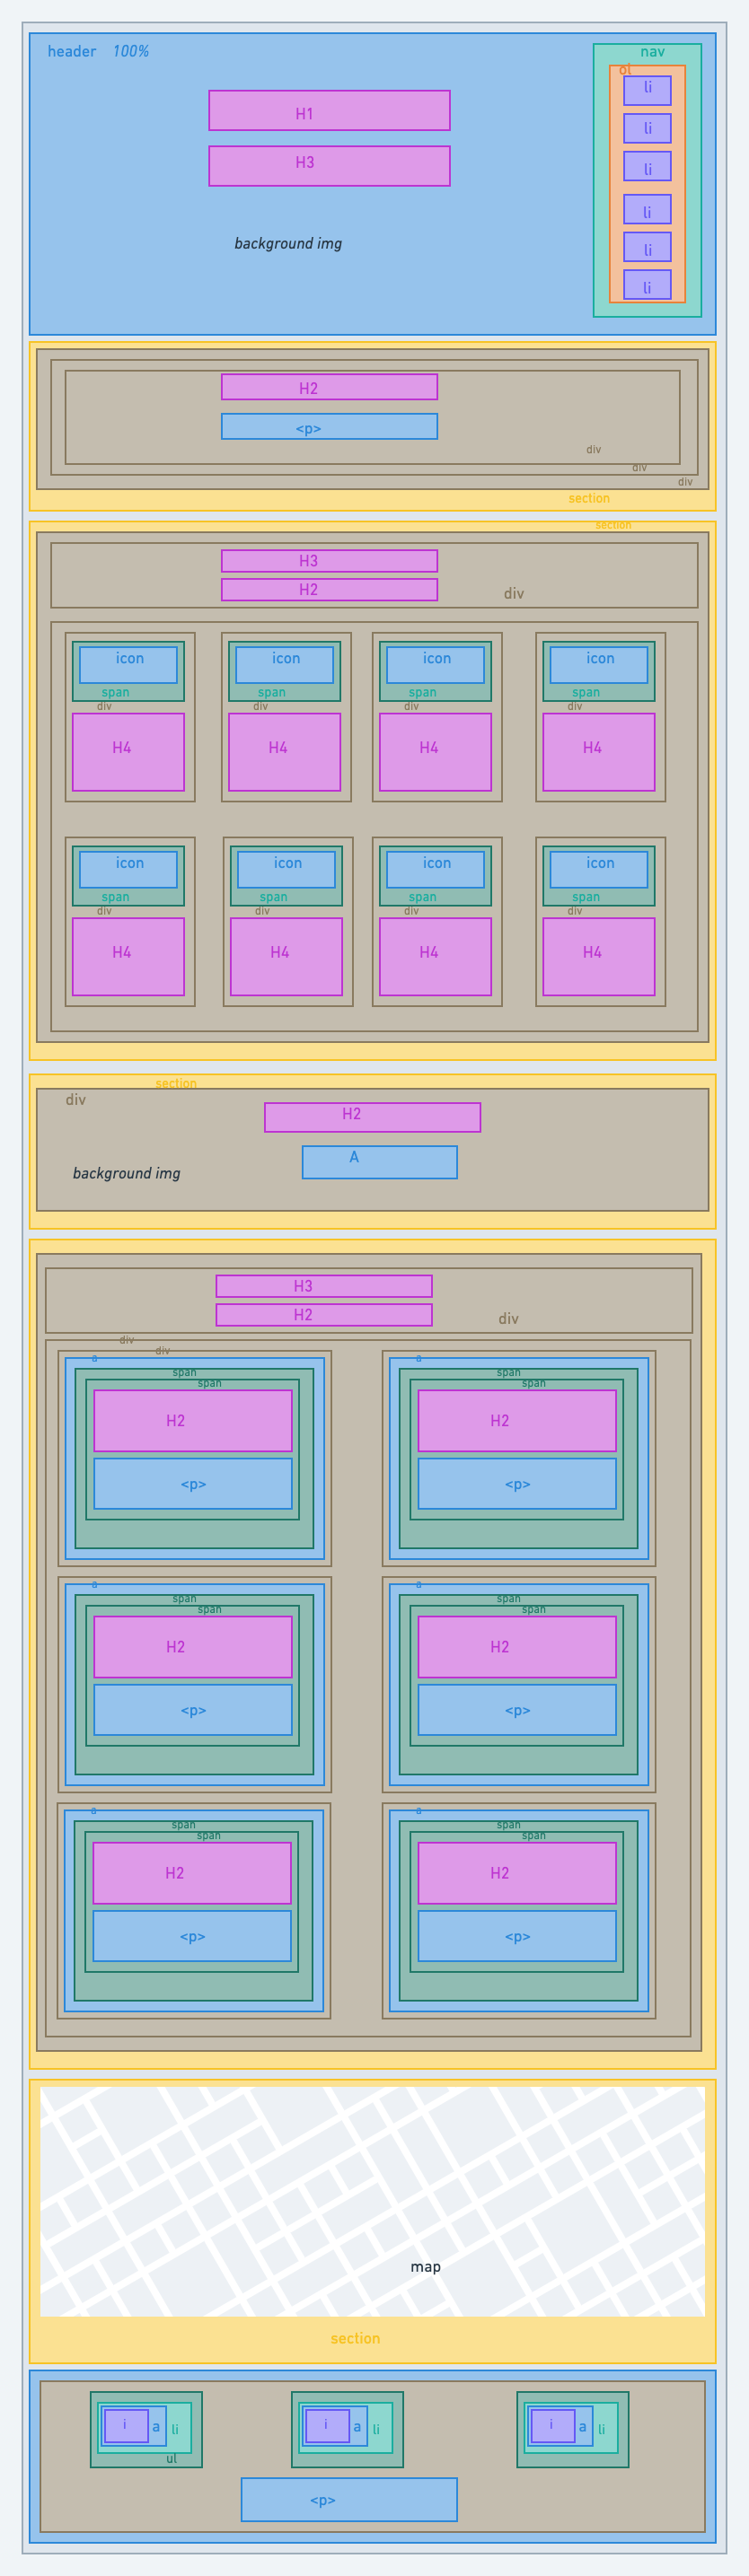 header 100%
nav
ol
li
H1
li
H3
li
li
background img
li
li
H2
<p>
div
div
div
section
section
H3
H2
div
icon icon icon icon
span span span span
div div div div
H4 H4 H4 H4
icon icon icon icon
span span span span
div div div div
H4 H4 H4 H4
section
div
H2
A
background img
H3
H2
div
div
div
a a
span span
span span
H2 H2
<p> <p>
a a
span span
span span
H2 H2
<p> <p>
a a
span span
span span
H2 H2
<p> <p>
map
section
i a li i a li i a li
ul
<p>